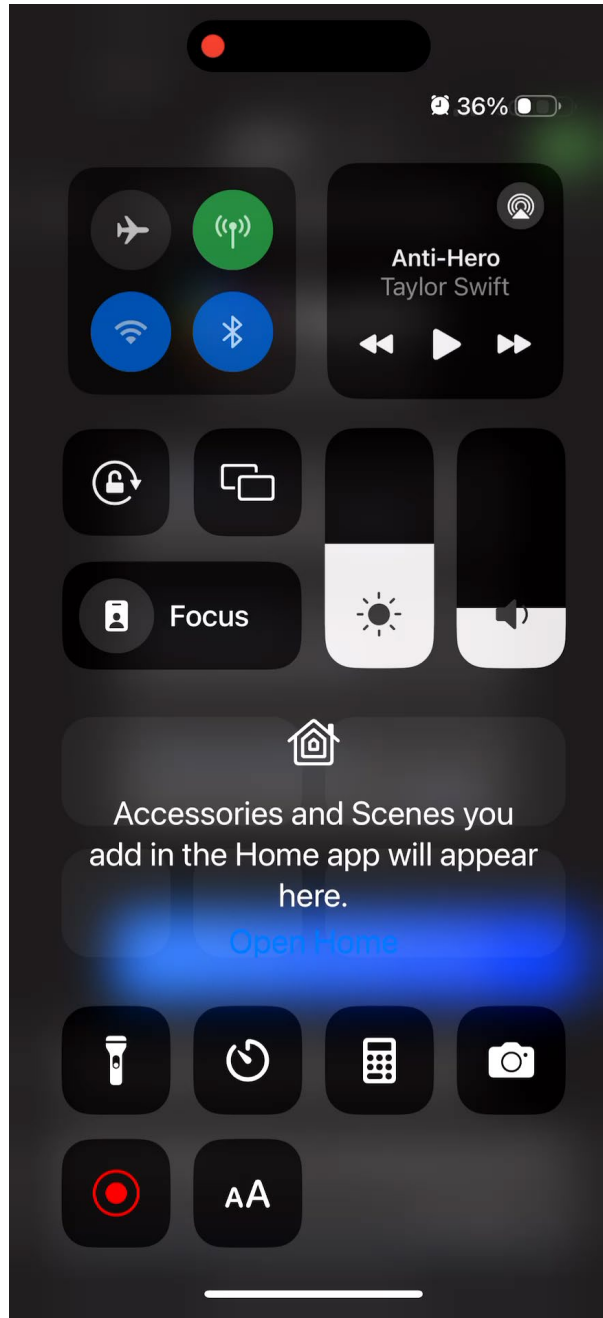 36%
Anti-Hero
Taylor Swift
Focus
Accessories and Scenes you
add in the Home app will appear
here.
Open Home
AA